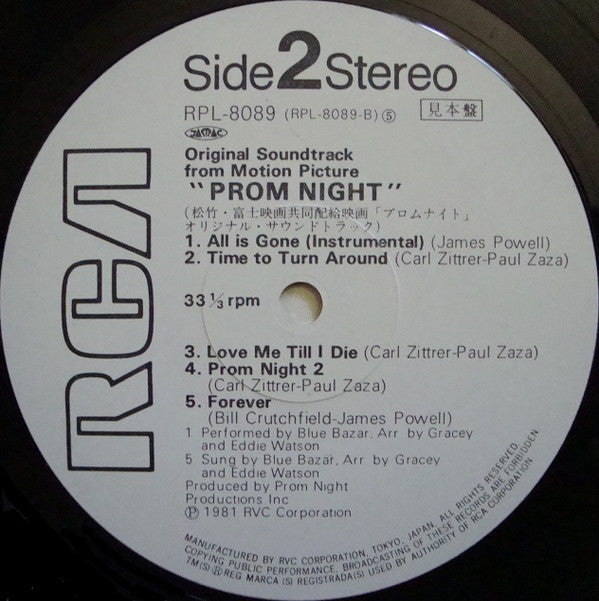 Side 2 Stereo
RPL-8089 (RPL-8089-B) ⑤ 見本盤
JASRAC
Original Soundtrack
from Motion Picture
"PROM NIGHT"
(松竹・富士映画共同配給映画「プロムナイト」
オリジナル・サウンドトラック)
1. All is Gone (Instrumental) (James Powell)
2. Time to Turn Around (Carl Zittrer-Paul Zaza)
33 1/3 rpm
3. Love Me Till I Die (Carl Zittrer-Paul Zaza)
4. Prom Night 2
(Carl Zittrer-Paul Zaza)
5. Forever
(Bill Crutchfield-James Powell)
1 Performed by Blue Bazar, Arr by Gracey
and Eddie Watson
5 Sung by Blue Bazar, Arr by Gracey
and Eddie Watson
Produced by Prom Night
Productions Inc
Ⓟ 1981 RVC Corporation
RCA
MANUFACTURED BY RVC CORPORATION, TOKYO, JAPAN. ALL RIGHTS RESERVED.
COPYING PUBLIC PERFORMANCE, BROADCASTING OF THESE RECORDS ARE FORBIDDEN
TM(S) ® REG MARCA (S) REGISTRADA(S) USED BY AUTHORITY OF RCA CORPORATION